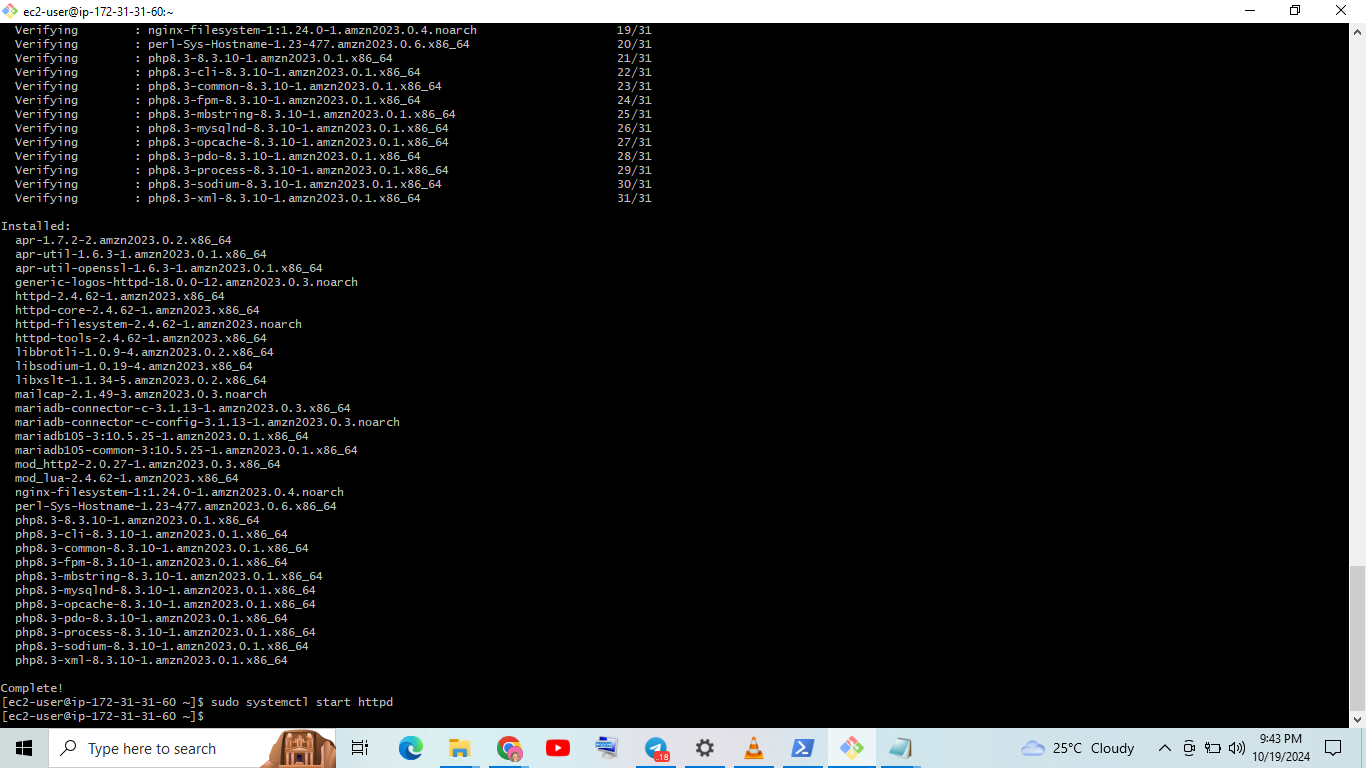 ec2-user@ip-172-31-31-60:~
Verifying : nginx-filesystem-1:1.24.0-1.amzn2023.0.4.noarch 19/31
Verifying : perl-Sys-Hostname-1.23-477.amzn2023.0.6.x86_64 20/31
Verifying : php8.3-8.3.10-1.amzn2023.0.1.x86_64 21/31
Verifying : php8.3-cli-8.3.10-1.amzn2023.0.1.x86_64 22/31
Verifying : php8.3-common-8.3.10-1.amzn2023.0.1.x86_64 23/31
Verifying : php8.3-fpm-8.3.10-1.amzn2023.0.1.x86_64 24/31
Verifying : php8.3-mbstring-8.3.10-1.amzn2023.0.1.x86_64 25/31
Verifying : php8.3-mysqlnd-8.3.10-1.amzn2023.0.1.x86_64 26/31
Verifying : php8.3-opcache-8.3.10-1.amzn2023.0.1.x86_64 27/31
Verifying : php8.3-pdo-8.3.10-1.amzn2023.0.1.x86_64 28/31
Verifying : php8.3-process-8.3.10-1.amzn2023.0.1.x86_64 29/31
Verifying : php8.3-sodium-8.3.10-1.amzn2023.0.1.x86_64 30/31
Verifying : php8.3-xml-8.3.10-1.amzn2023.0.1.x86_64 31/31
Installed:
apr-1.7.2-2.amzn2023.0.2.x86_64
apr-util-1.6.3-1.amzn2023.0.1.x86_64
apr-util-openssl-1.6.3-1.amzn2023.0.1.x86_64
generic-logos-httpd-18.0.0-12.amzn2023.0.3.noarch
httpd-2.4.62-1.amzn2023.x86_64
httpd-core-2.4.62-1.amzn2023.x86_64
httpd-filesystem-2.4.62-1.amzn2023.noarch
httpd-tools-2.4.62-1.amzn2023.x86_64
libbrotli-1.0.9-4.amzn2023.0.2.x86_64
libsodium-1.0.19-4.amzn2023.x86_64
libxslt-1.1.34-5.amzn2023.0.2.x86_64
mailcap-2.1.49-3.amzn2023.0.3.noarch
mariadb-connector-c-3.1.13-1.amzn2023.0.3.x86_64
mariadb-connector-c-config-3.1.13-1.amzn2023.0.3.noarch
mariadb105-3:10.5.25-1.amzn2023.0.1.x86_64
mariadb105-common-3:10.5.25-1.amzn2023.0.1.x86_64
mod_http2-2.0.27-1.amzn2023.0.3.x86_64
mod_lua-2.4.62-1.amzn2023.x86_64
nginx-filesystem-1:1.24.0-1.amzn2023.0.4.noarch
perl-Sys-Hostname-1.23-477.amzn2023.0.6.x86_64
php8.3-8.3.10-1.amzn2023.0.1.x86_64
php8.3-cli-8.3.10-1.amzn2023.0.1.x86_64
php8.3-common-8.3.10-1.amzn2023.0.1.x86_64
php8.3-fpm-8.3.10-1.amzn2023.0.1.x86_64
php8.3-mbstring-8.3.10-1.amzn2023.0.1.x86_64
php8.3-mysqlnd-8.3.10-1.amzn2023.0.1.x86_64
php8.3-opcache-8.3.10-1.amzn2023.0.1.x86_64
php8.3-pdo-8.3.10-1.amzn2023.0.1.x86_64
php8.3-process-8.3.10-1.amzn2023.0.1.x86_64
php8.3-sodium-8.3.10-1.amzn2023.0.1.x86_64
php8.3-xml-8.3.10-1.amzn2023.0.1.x86_64
Complete!
[ec2-user@ip-172-31-31-60 ~]$ sudo systemctl start httpd
[ec2-user@ip-172-31-31-60 ~]$
Type here to search
.18
25°C Cloudy
9:43 PM
10/19/2024